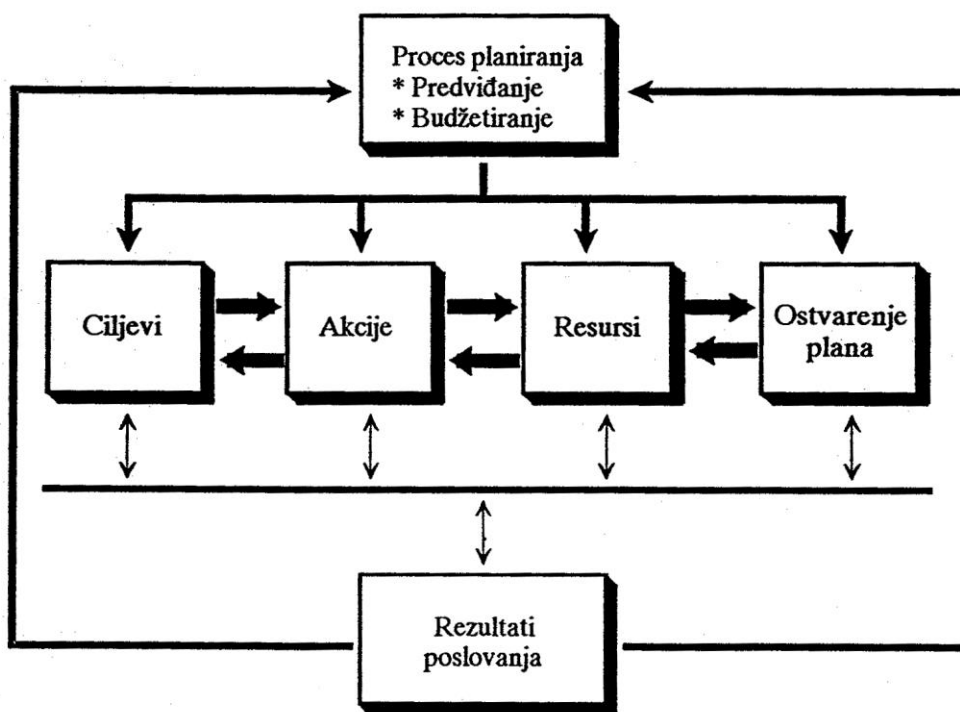 Proces planiranja
* Predviđanje
* Budžetiranje
Ciljevi
Akcije
Resursi
Ostvarenje
plana
Rezultati
poslovanja